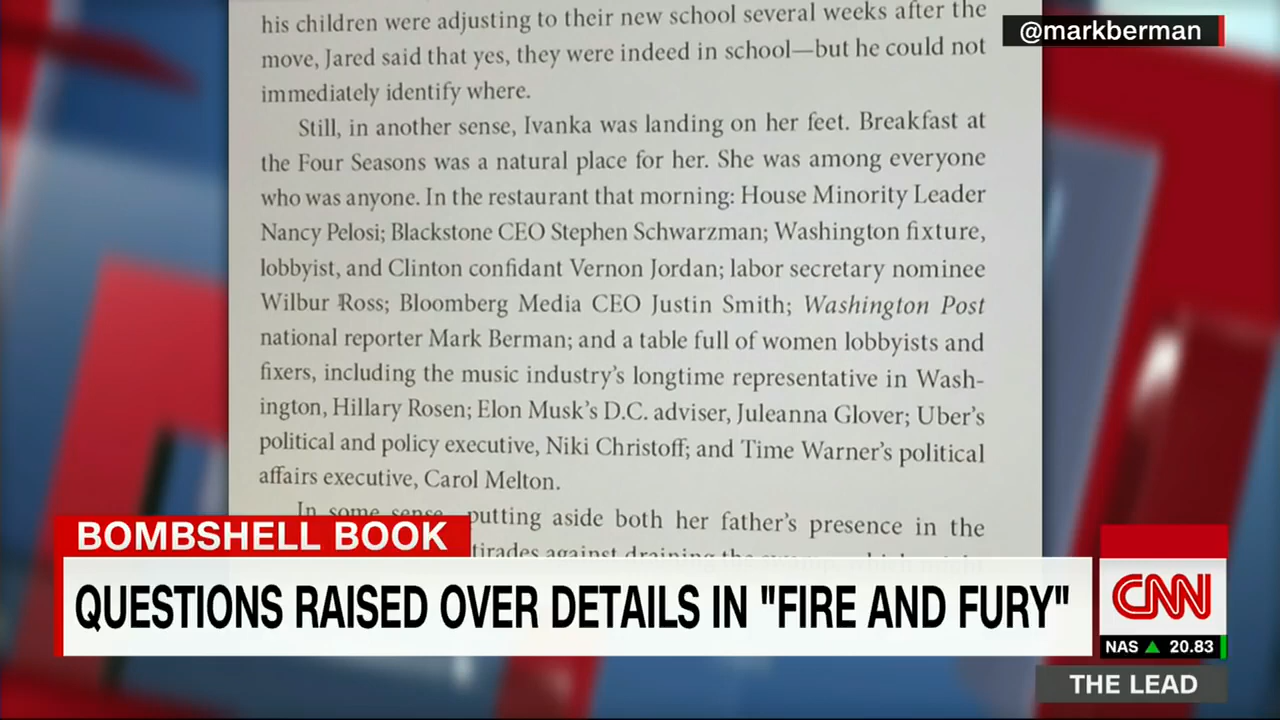 his children were adjusting to their new school several weeks after the
@markberman
move, Jared said that yes, they were indeed in school—but he could not
immediately identify where.
Still, in another sense, Ivanka was landing on her feet. Breakfast at
the Four Seasons was a natural place for her. She was among everyone
who was anyone. In the restaurant that morning: House Minority Leader
Nancy Pelosi; Blackstone CEO Stephen Schwarzman; Washington fixture,
lobbyist, and Clinton confidant Vernon Jordan; labor secretary nominee
Wilbur Ross; Bloomberg Media CEO Justin Smith; Washington Post
national reporter Mark Berman; and a table full of women lobbyists and
fixers, including the music industry's longtime representative in Wash-
ington, Hillary Rosen; Elon Musk's D.C. adviser, Juleanna Glover; Uber's
political and policy executive, Niki Christoff; and Time Warner's political
affairs executive, Carol Melton.
In some sense, putting aside both her father's presence in the
tirades against draining the swamp, which might
BOMBSHELL BOOK
QUESTIONS RAISED OVER DETAILS IN "FIRE AND FURY"
CNN
NAS ▲ 20.83
THE LEAD